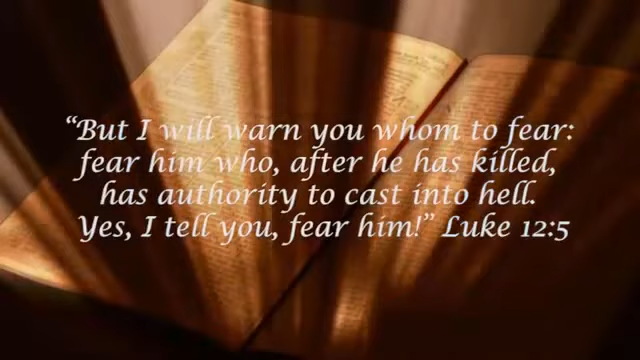 “But I will warn you whom to fear:
fear him who, after he has killed,
has authority to cast into hell.
Yes, I tell you, fear him!” Luke 12:5